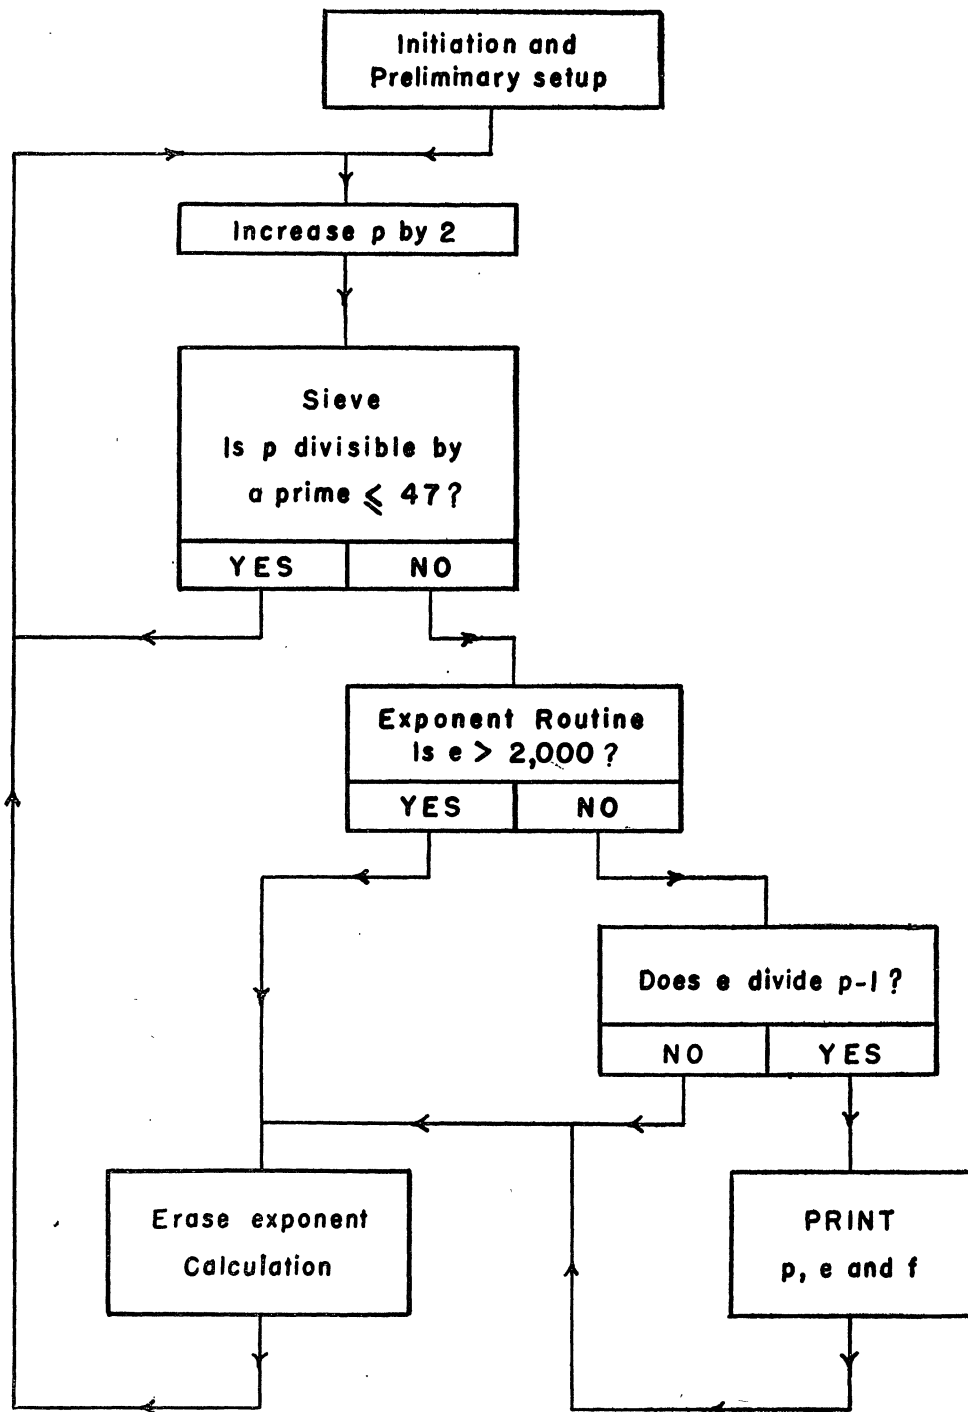 Initiation and
Preliminary setup
Increase p by 2
Sieve
Is p divisible by
a prime ⩽ 47?
YES
NO
Exponent Routine
Is e > 2,000?
YES
NO
Does e divide p-1?
NO
YES
Erase exponent
Calculation
PRINT
p, e and f